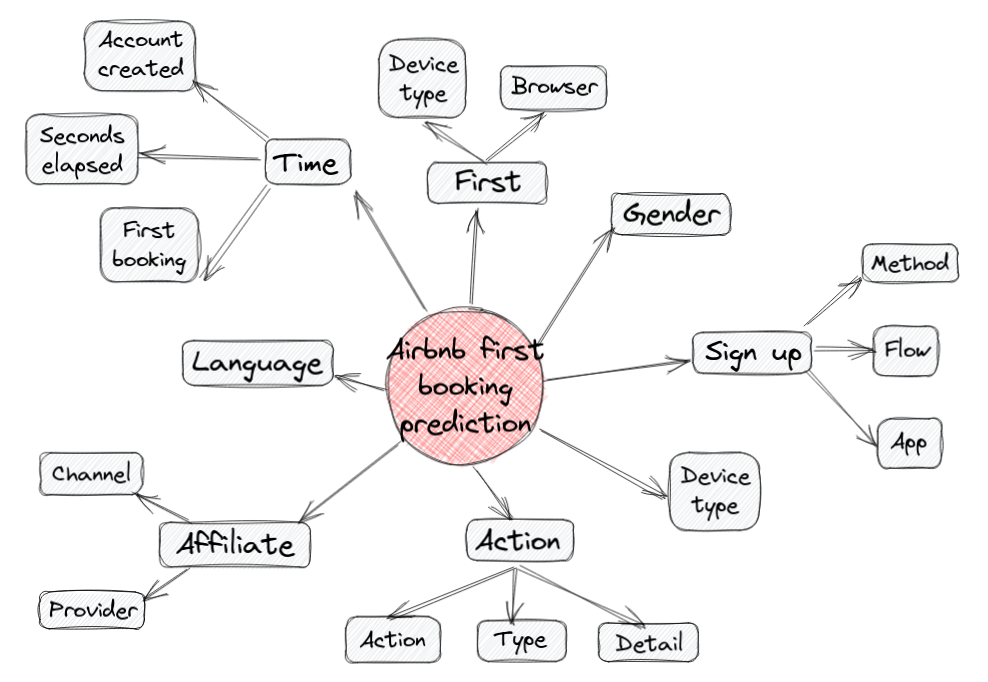 Account
created
Device
type
Browser
Seconds
elapsed
Time
First
Gender
First
booking
Method
Airbnb first
booking
prediction
Language
Sign up
Flow
App
Channel
Device
type
Affiliate
Action
Provider
Action
Type
Detail